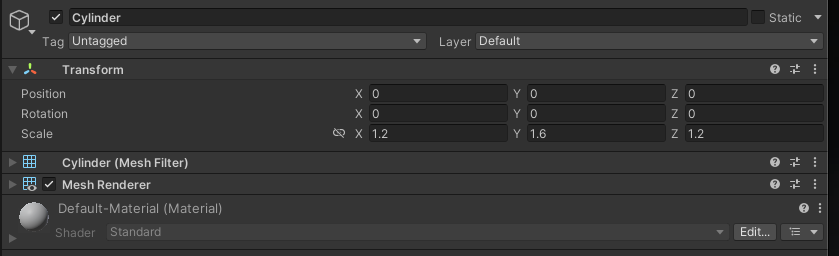 Cylinder Static
Tag Untagged Layer Default
Transform
Position X 0 Y 0 Z 0
Rotation X 0 Y 0 Z 0
Scale X 1.2 Y 1.6 Z 1.2
Cylinder (Mesh Filter)
Mesh Renderer
Default-Material (Material)
Shader Standard Edit...